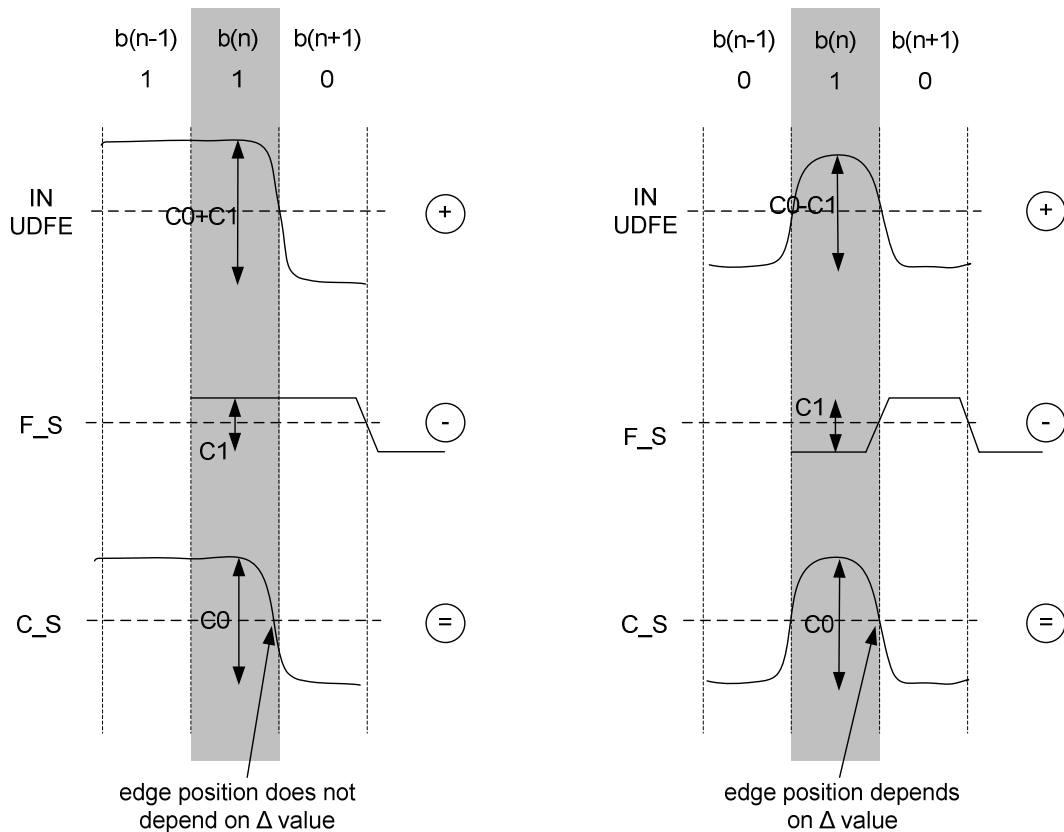 b(n-1) b(n) b(n+1)
1 1 0
IN
UDFE
C0+C1
+
F_S
C1
-
C_S
C0
=
edge position does not
depend on Δ value
b(n-1) b(n) b(n+1)
0 1 0
IN
UDFE
C0-C1
+
F_S
C1
-
C_S
C0
=
edge position depends
on Δ value